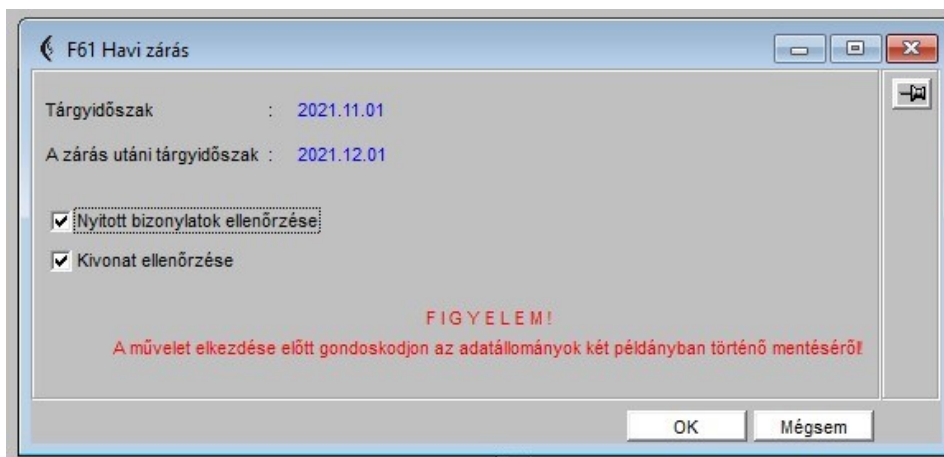 F61 Havi zárás
Tárgyidőszak : 2021.11.01
A zárás utáni tárgyidőszak : 2021.12.01
Nyitott bizonylatok ellenőrzése
Kivonat ellenőrzése
FIGYELEM!
A művelet elkezdése előtt gondoskodjon az adatállományok két példányban történő mentéséről!
OK Mégsem